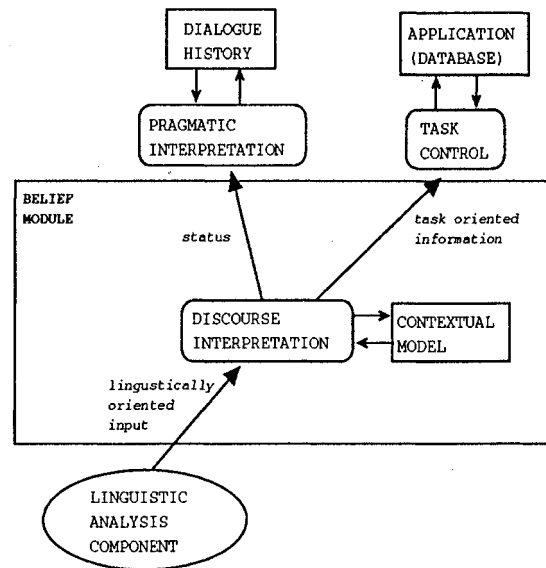 DIALOGUE
HISTORY
APPLICATION
(DATABASE)
PRAGMATIC
INTERPRETATION
TASK
CONTROL
BELIEF
MODULE
status
task oriented
information
DISCOURSE
INTERPRETATION
CONTEXTUAL
MODEL
lingustically
oriented
input
LINGUISTIC
ANALYSIS
COMPONENT